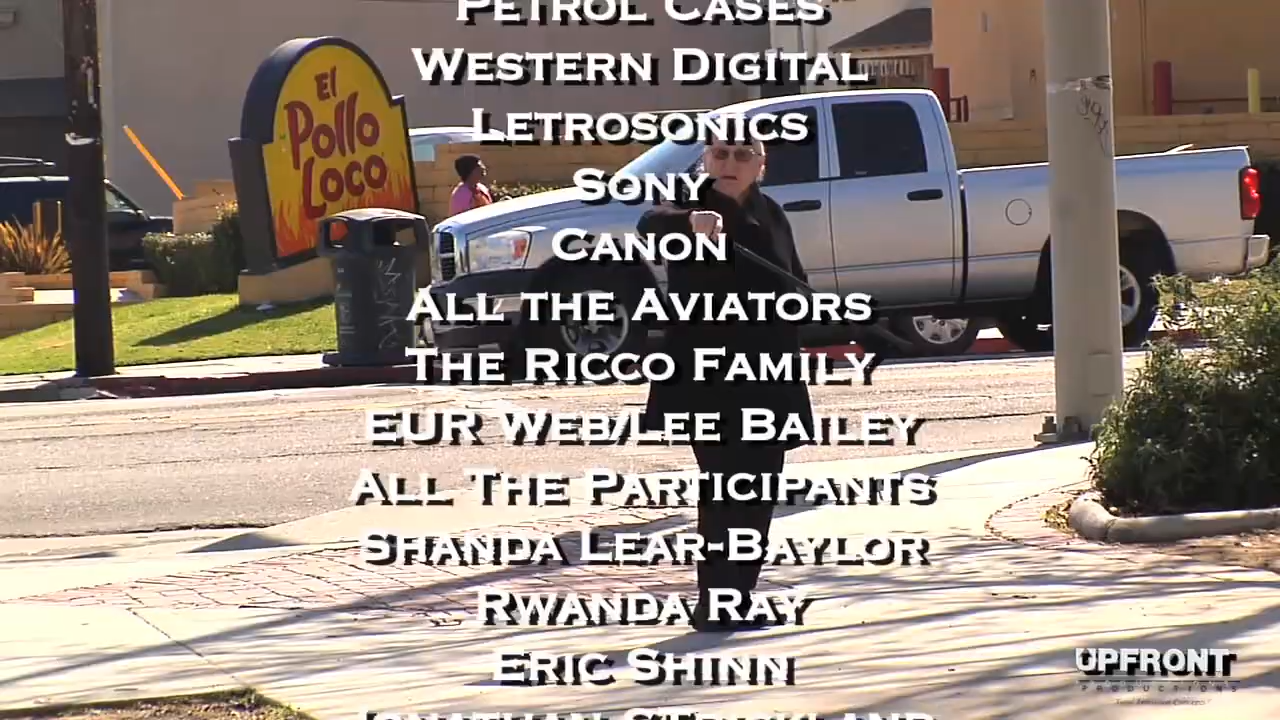 PETROL CASES
WESTERN DIGITAL
LETROSONICS
SONY
CANON
ALL THE AVIATORS
THE RICCO FAMILY
EUR WEB/LEE BAILEY
ALL THE PARTICIPANTS
SHANDA LEAR-BAYLOR
RWANDA RAY
ERIC SHINN
El
Pollo
Loco
UPFRONT
PRODUCTIONS